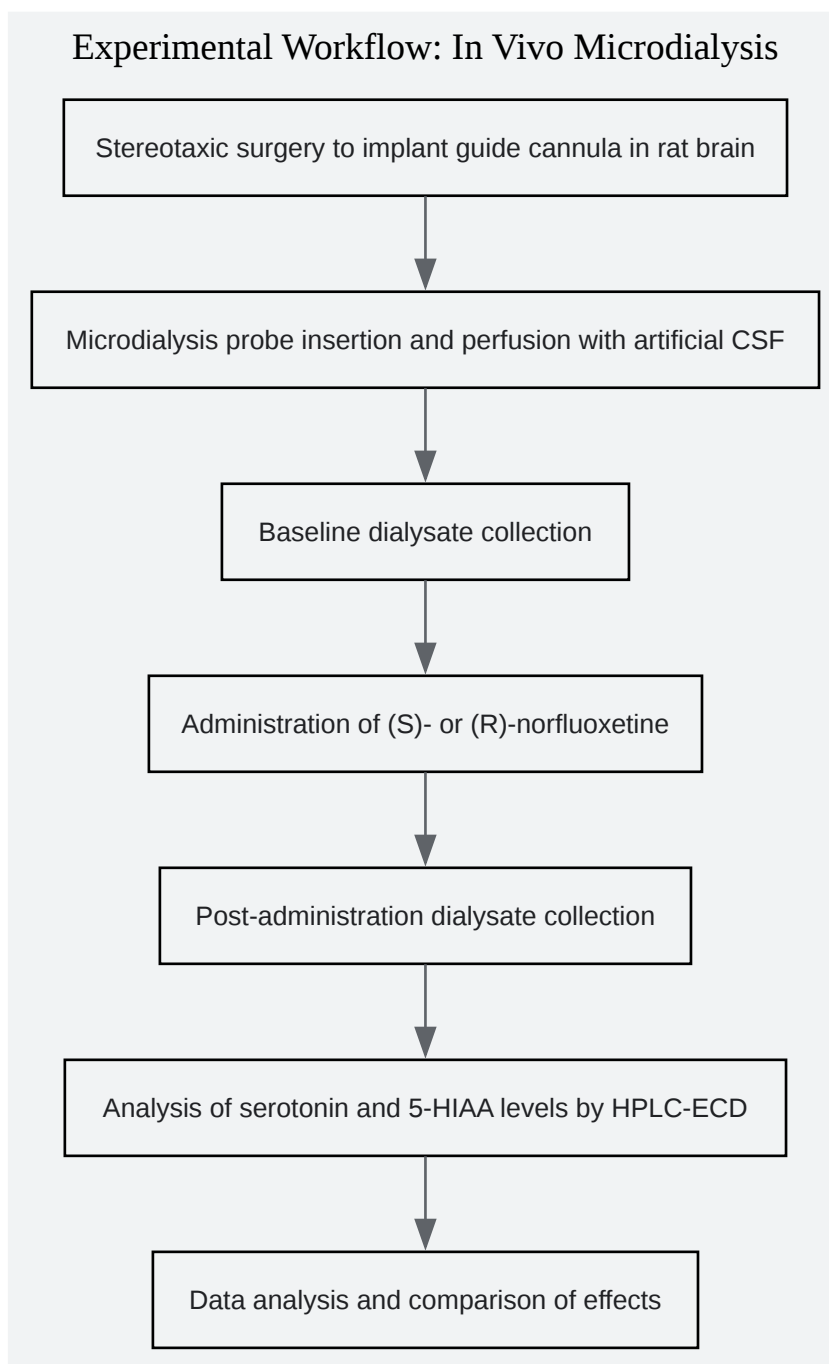 Experimental Workflow: In Vivo Microdialysis
Stereotaxic surgery to implant guide cannula in rat brain
Microdialysis probe insertion and perfusion with artificial CSF
Baseline dialysate collection
Administration of (S)- or (R)-norfluoxetine
Post-administration dialysate collection
Analysis of serotonin and 5-HIAA levels by HPLC-ECD
Data analysis and comparison of effects